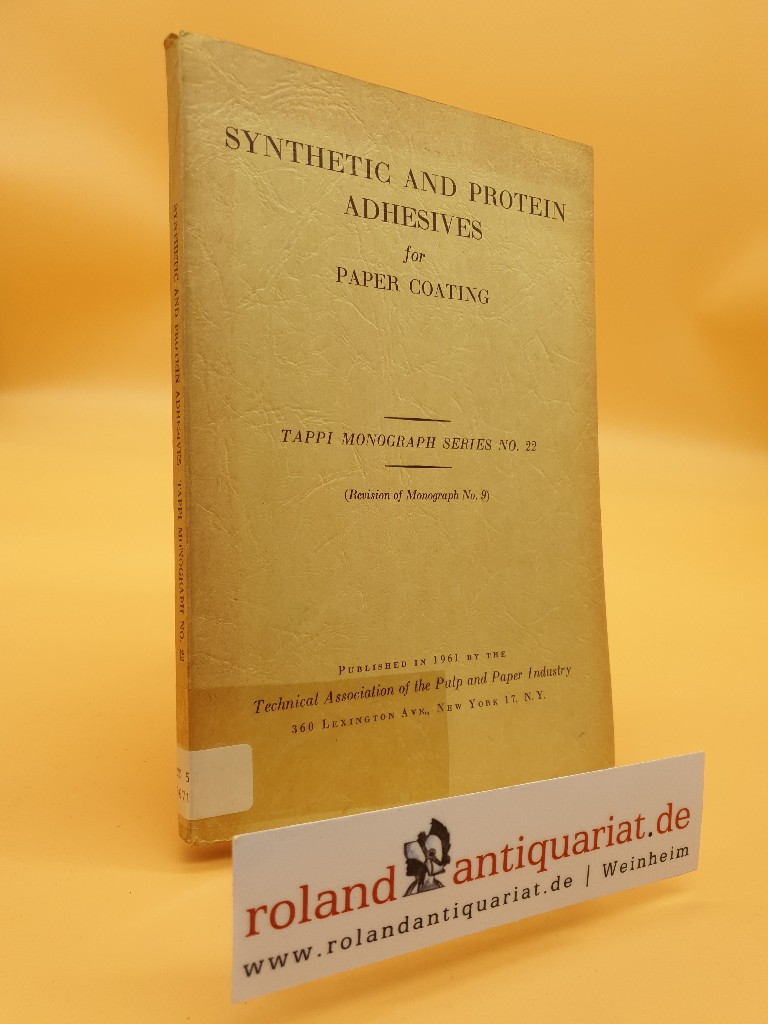 SYNTHETIC AND PROTEIN
ADHESIVES
for
PAPER COATING
TAPPI MONOGRAPH SERIES NO. 22
(Revision of Monograph No. 9)
PUBLISHED IN 1961 BY THE
Technical Association of the Pulp and Paper Industry
360 LEXINGTON AVE., NEW YORK 17, N.Y.
SYNTHETIC AND PROTEIN ADHESIVES TAPPI MONOGRAPH NO. 22
5
roland antiquariat.de
www.rolandantiquariat.de | Weinheim